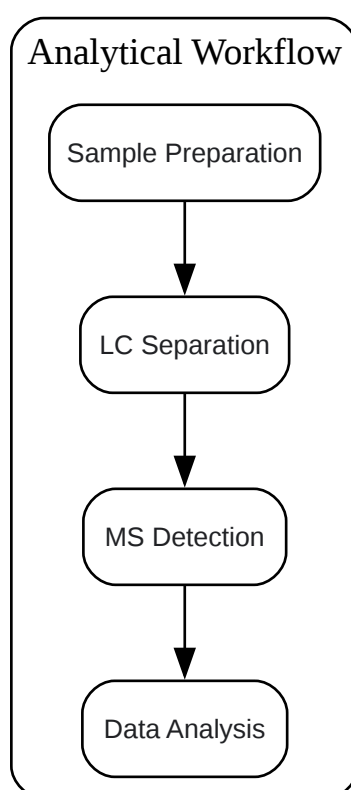 Analytical Workflow
Sample Preparation
LC Separation
MS Detection
Data Analysis